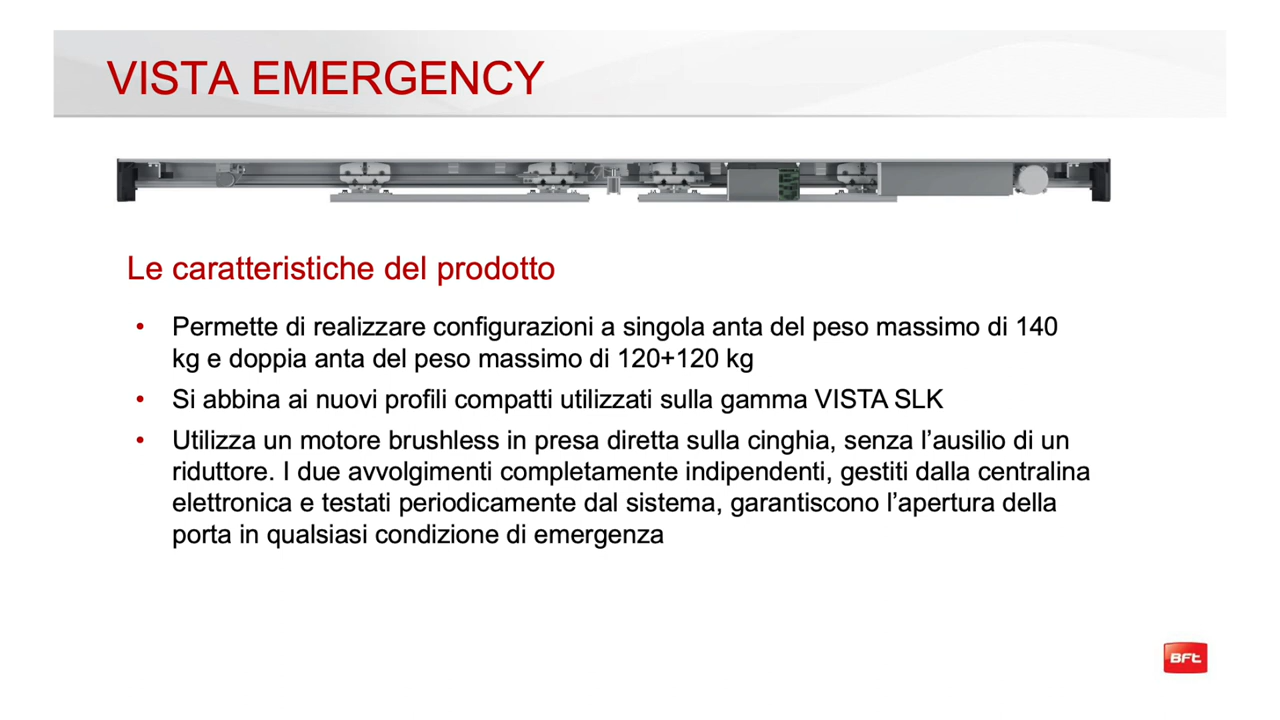 VISTA EMERGENCY
Le caratteristiche del prodotto
• Permette di realizzare configurazioni a singola anta del peso massimo di 140
kg e doppia anta del peso massimo di 120+120 kg
• Si abbina ai nuovi profili compatti utilizzati sulla gamma VISTA SLK
• Utilizza un motore brushless in presa diretta sulla cinghia, senza l’ausilio di un
riduttore. I due avvolgimenti completamente indipendenti, gestiti dalla centralina
elettronica e testati periodicamente dal sistema, garantiscono l’apertura della
porta in qualsiasi condizione di emergenza
BFt